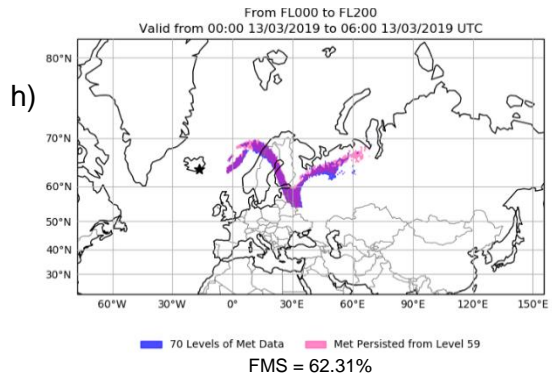 From FL000 to FL200
Valid from 00:00 13/03/2019 to 06:00 13/03/2019 UTC
h)
80°N
70°N
60°N
50°N
40°N
30°N
60°W 30°W 0°E 30°E 60°E 90°E 120°E 150°E
70 Levels of Met Data Met Persisted from Level 59
FMS = 62.31%